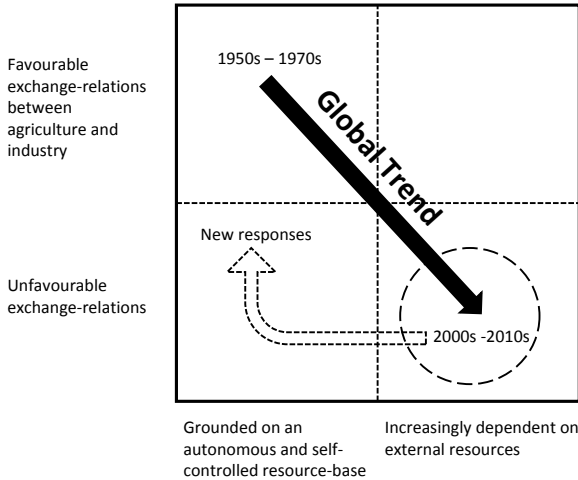 1950s – 1970s
Favourable
exchange-relations
between
agriculture and
industry
Global Trend
New responses
Unfavourable
exchange-relations
2000s -2010s
Grounded on an
autonomous and self-
controlled resource-base
Increasingly dependent on
external resources